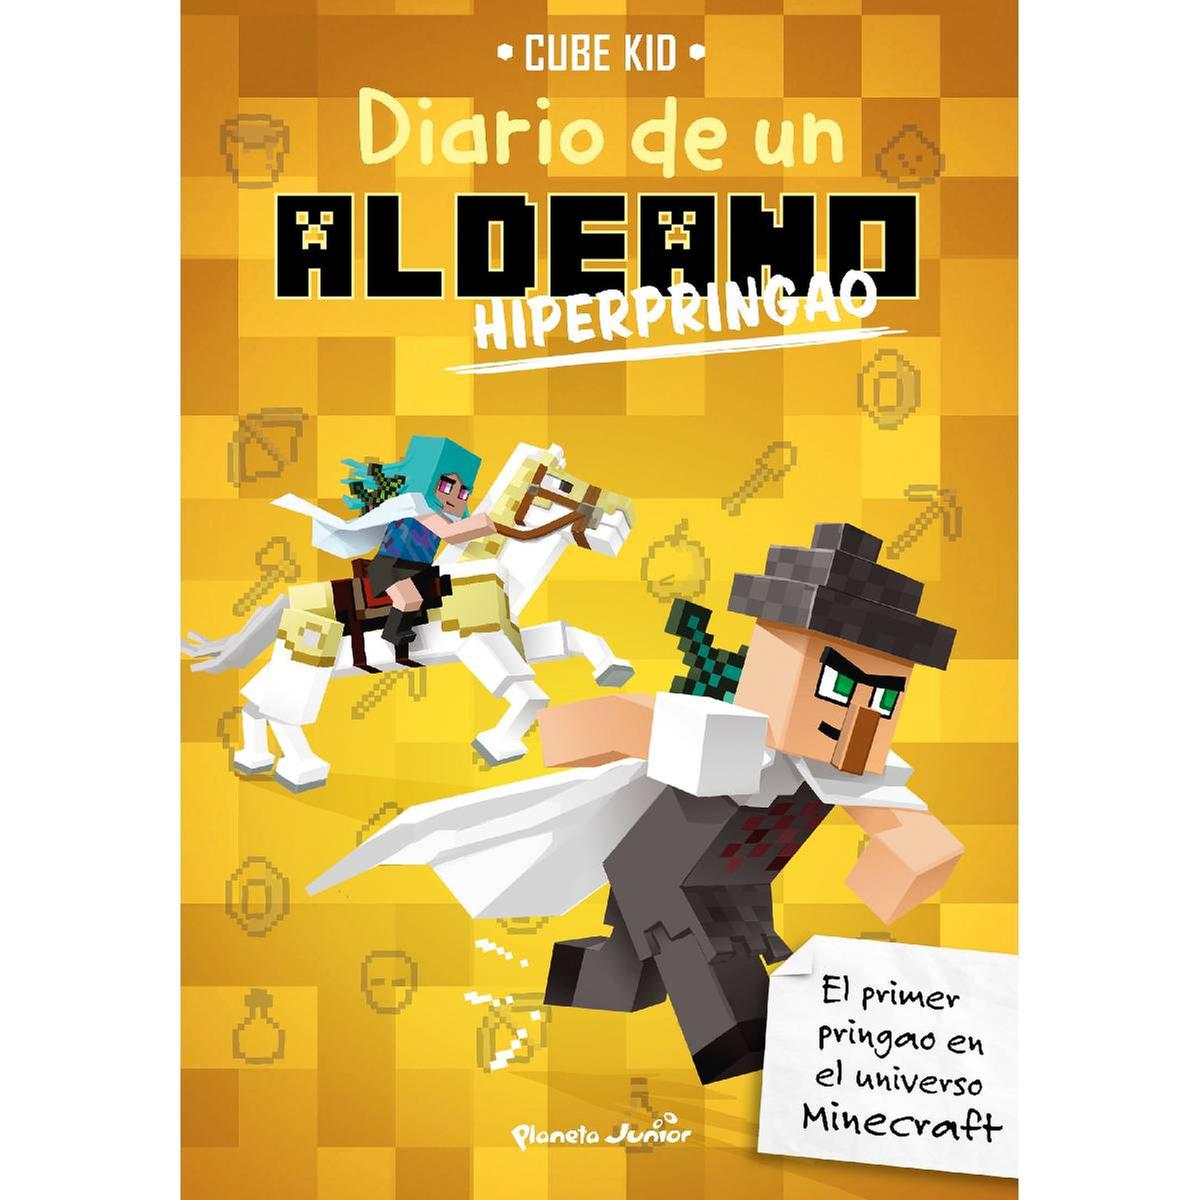 • CUBE KID •
Diario de un
ALDEANO
HIPERPRINGAO
El primer
pringao en
el universo
Minecraft
Planeta Junior